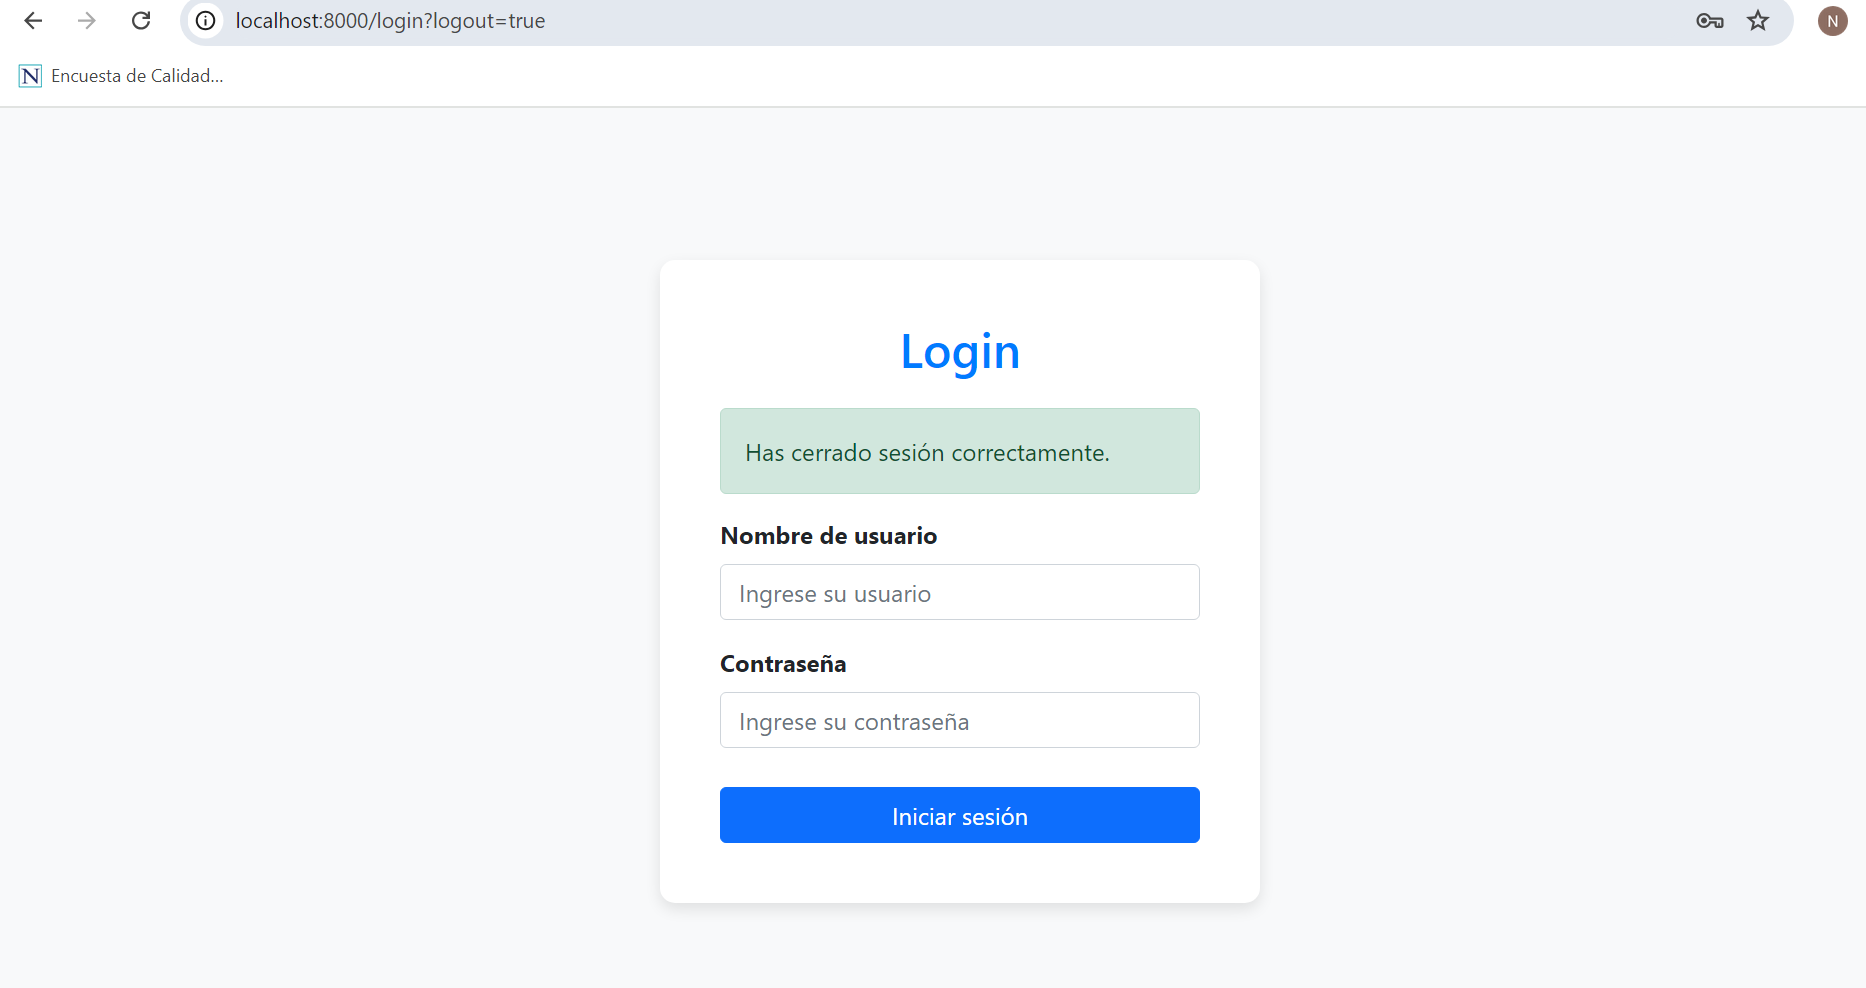 localhost:8000/login?logout=true
N
N Encuesta de Calidad...
Login
Has cerrado sesión correctamente.
Nombre de usuario
Ingrese su usuario
Contraseña
Ingrese su contraseña
Iniciar sesión